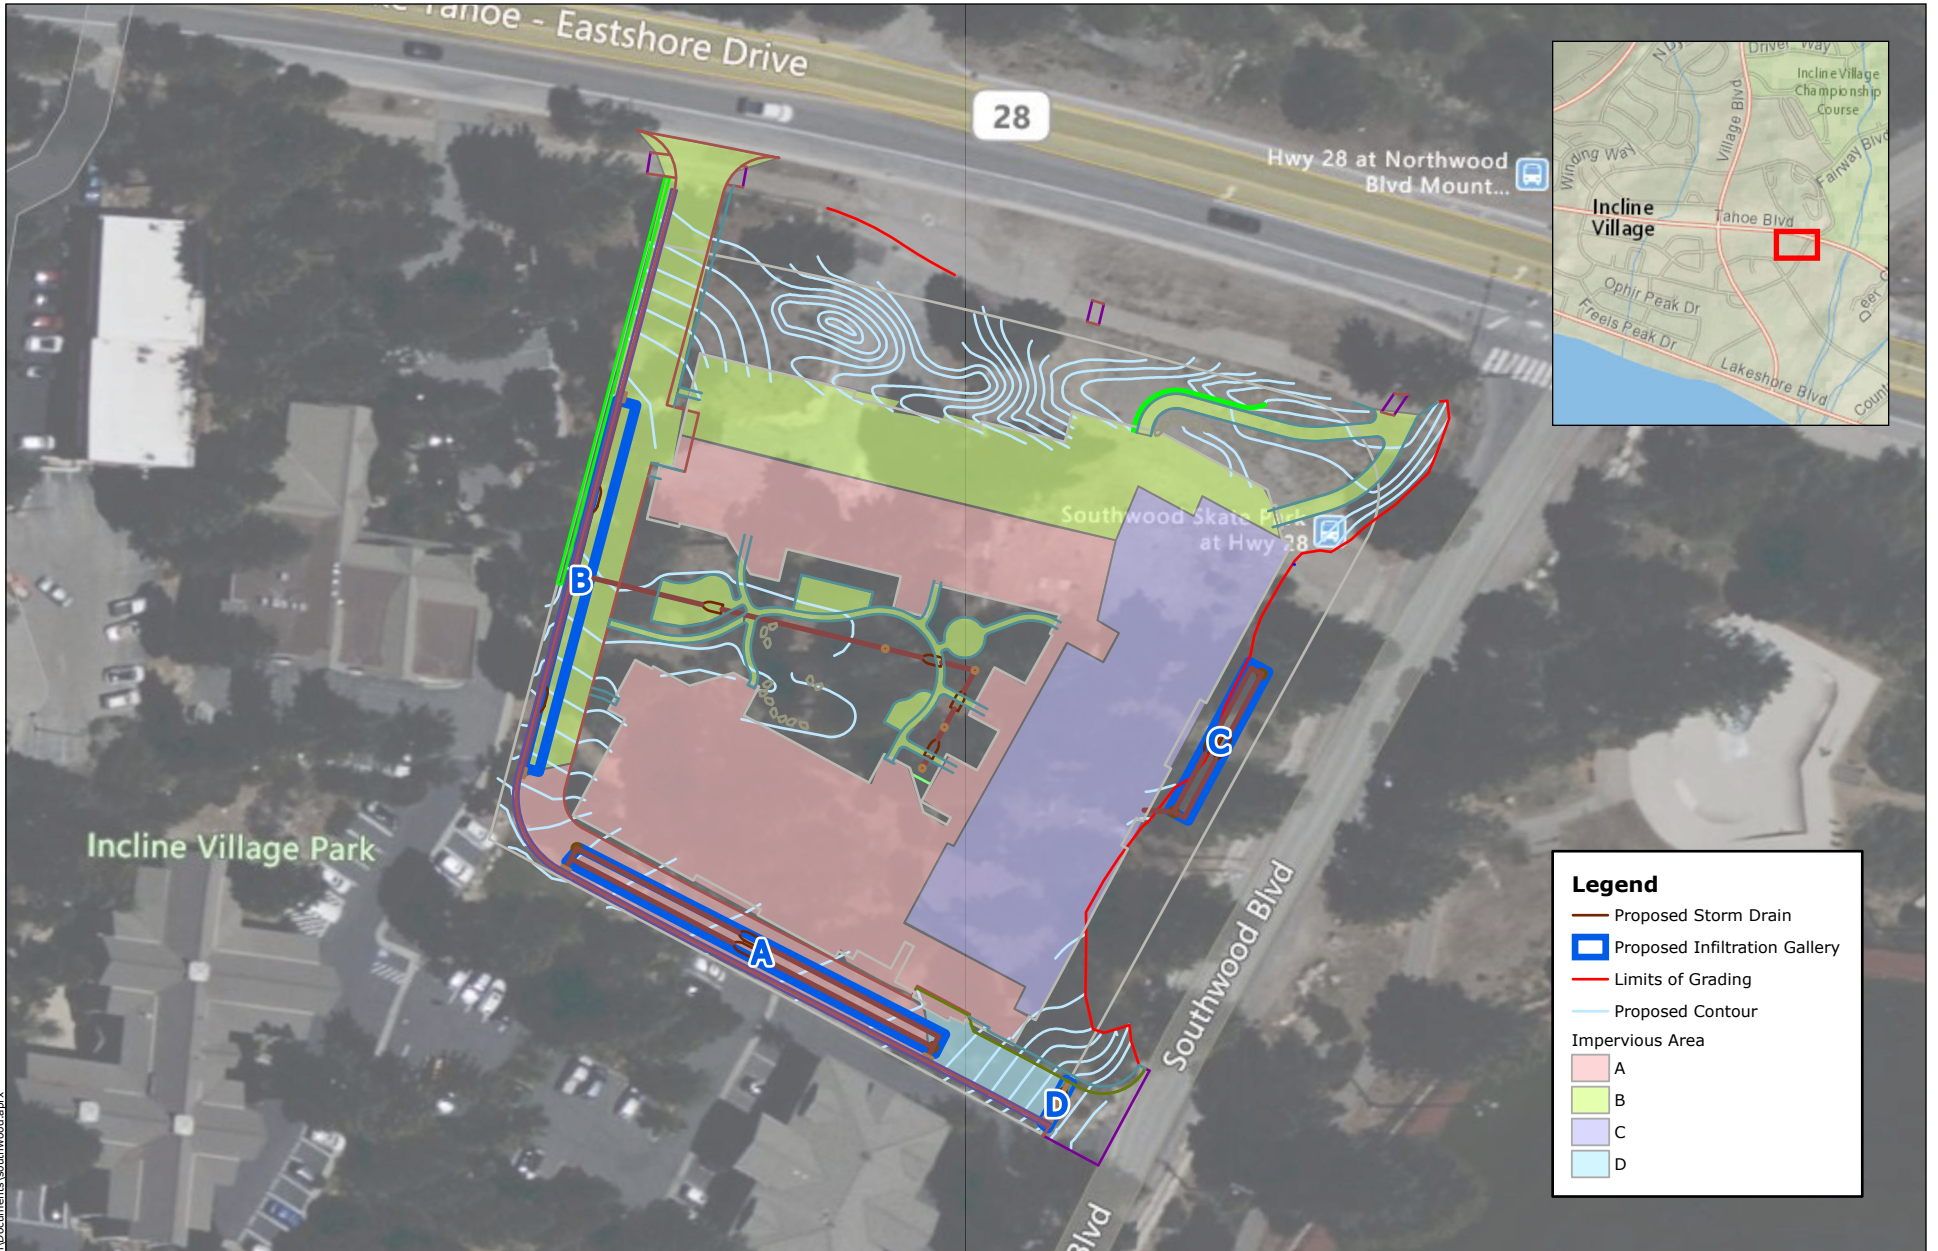 Tahoe - Eastshore Drive
28
Hwy 28 at Northwood
Blvd Mount...
Southwood Skate Park
at Hwy 28
B
C
A
D
Incline Village Park
Southwood Blvd
Blvd
Driver Way
Incline Village
Championship
Course
Village Blvd
Fairway Blvd
Winding Way
Incline
Village
Tahoe Blvd
Ophir Peak Dr
Freels Peak Dr
Lakeshore Blvd
Legend
Proposed Storm Drain
Proposed Infiltration Gallery
Limits of Grading
Proposed Contour
Impervious Area
A
B
C
D